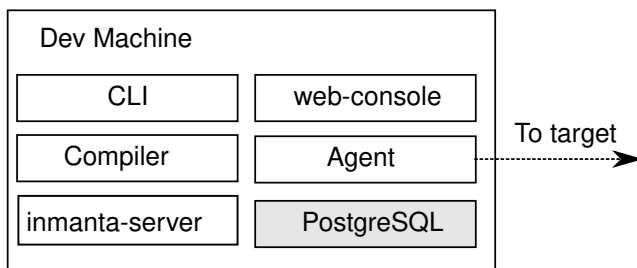 Dev Machine
CLI
web-console
Compiler
Agent
To target
inmanta-server
PostgreSQL